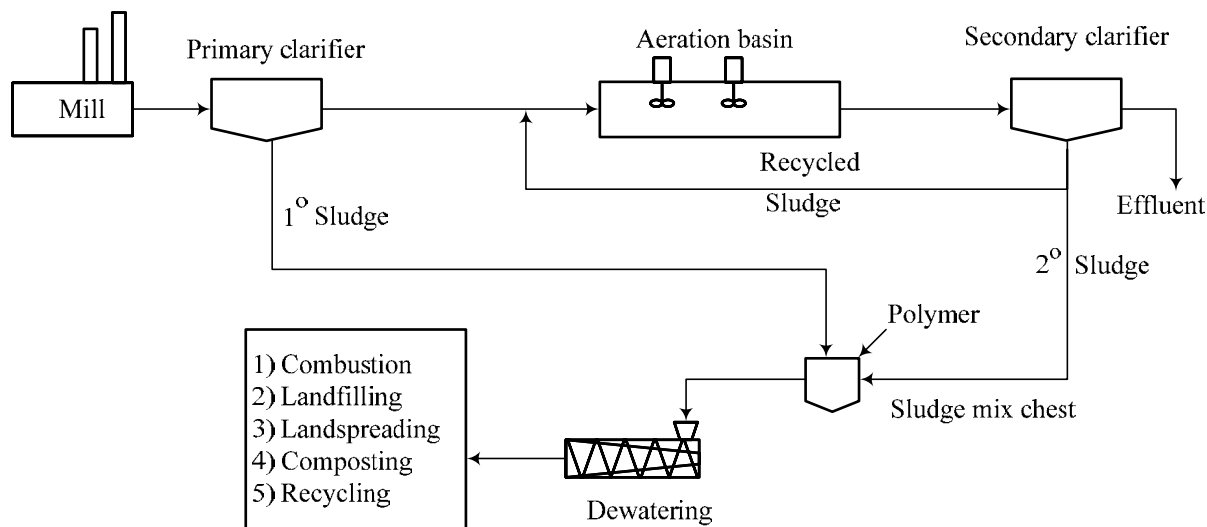 Aeration basin
Secondary clarifier
Primary clarifier
Mill
Recycled
Sludge
Effluent
1° Sludge
2° Sludge
Polymer
Sludge mix chest
1) Combustion
2) Landfilling
3) Landspreading
4) Composting
5) Recycling
Dewatering